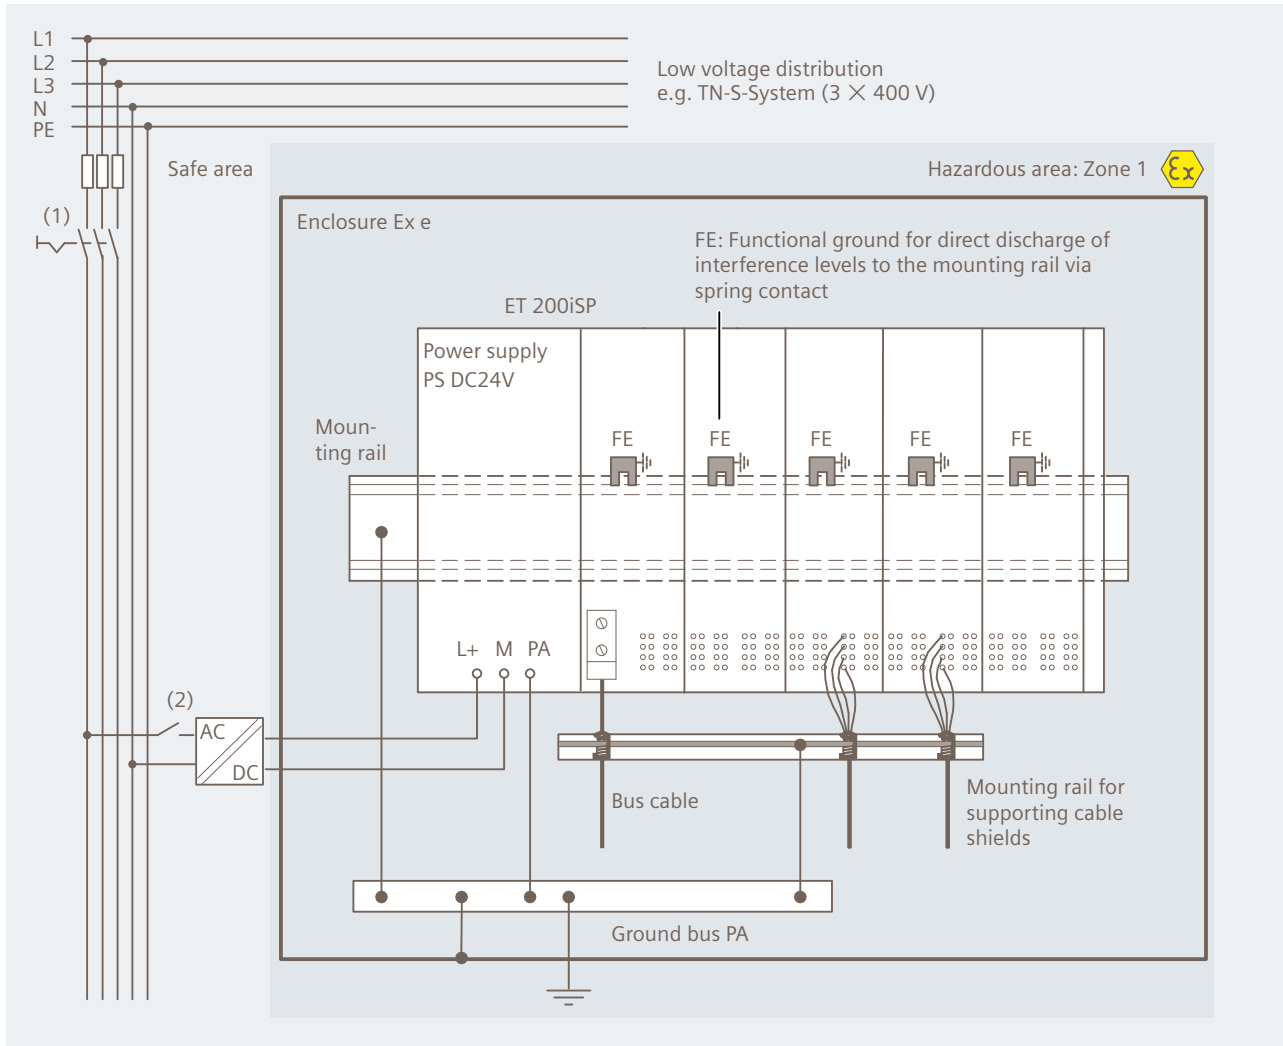 L1
L2
L3
N
PE
Low voltage distribution
e.g. TN-S-System (3 × 400 V)
Safe area
Hazardous area: Zone 1
Ex
(1)
Enclosure Ex e
FE: Functional ground for direct discharge of
interference levels to the mounting rail via
spring contact
ET 200iSP
Power supply
PS DC24V
Moun-
ting rail
FE
FE
FE
FE
FE
L+
M
PA
(2)
AC
DC
Bus cable
Mounting rail for
supporting cable
shields
Ground bus PA